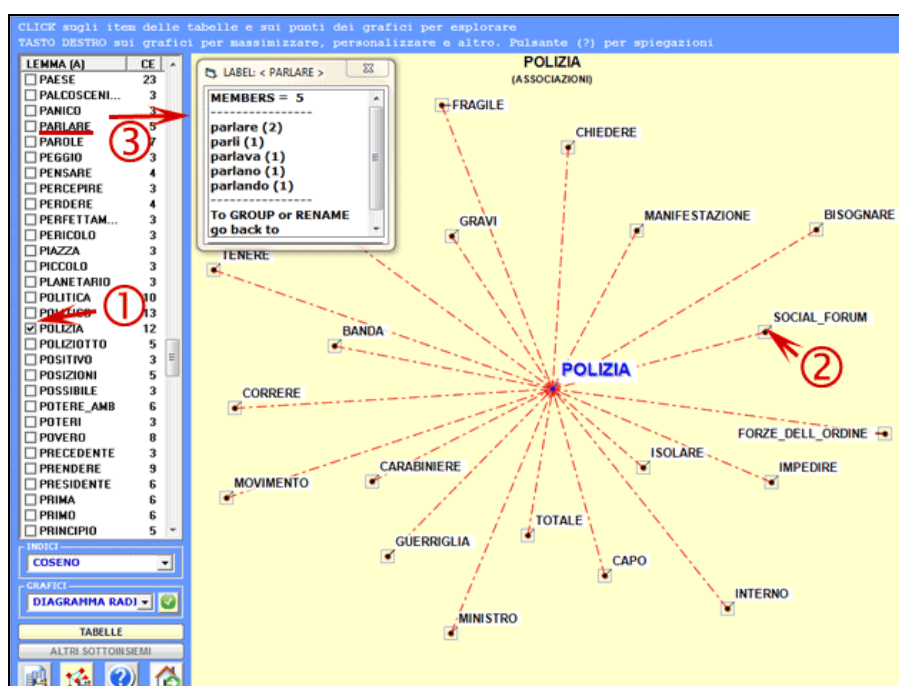 CLICK sugli item delle tabelle e sui punti dei grafici per esplorare
TASTO DESTRO sui grafici per massimizzare, personalizzare e altro. Pulsante (?) per spiegazioni
LEMMA (A) CE
PAESE 23
PALCOSCENI... 3
PANICO 3
PARLARE 5
PAROLE 7
PEGGIO 3
PENSARE 4
PERCEPIRE 3
PERDERE 4
PERFETTAM... 3
PERICOLO 3
PIAZZA 3
PICCOLO 3
PLANETARIO 3
POLITICA 10
POLITICO 13
POLIZIA 12
POLIZIOTTO 5
POSITIVO 3
POSIZIONI 5
POSSIBILE 3
POTERE_AMB 6
POTERI 3
POVERO 8
PRECEDENTE 3
PRENDERE 9
PRESIDENTE 6
PRIMA 6
PRIMO 6
PRINCIPIO 5
INDICI
COSENO
GRAFICI
DIAGRAMMA RADI
TABELLE
ALTRI SOTTOINSIEMI
1
3
LABEL: < PARLARE >
MEMBERS = 5
----------------
parlare (2)
parli (1)
parlava (1)
parlano (1)
parlando (1)
----------------
To GROUP or RENAME
go back to
POLIZIA
(ASSOCIAZIONI)
FRAGILE
CHIEDERE
GRAVI
MANIFESTAZIONE
BISOGNARE
TENERE
SOCIAL_FORUM
2
BANDA
POLIZIA
CORRERE
FORZE_DELL_ORDINE
ISOLARE
CARABINIERE
IMPEDIRE
MOVIMENTO
TOTALE
GUERRIGLIA
CAPO
INTERNO
MINISTRO